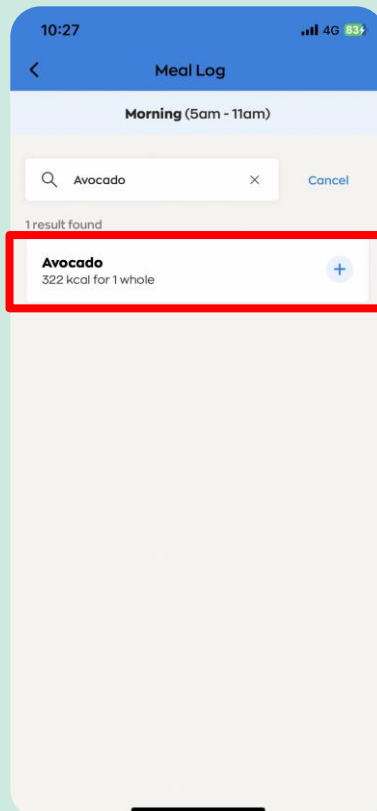 10:27
4G 83
Meal Log
Morning (5am - 11am)
Avocado
Cancel
1 result found
Avocado
322 kcal for 1 whole